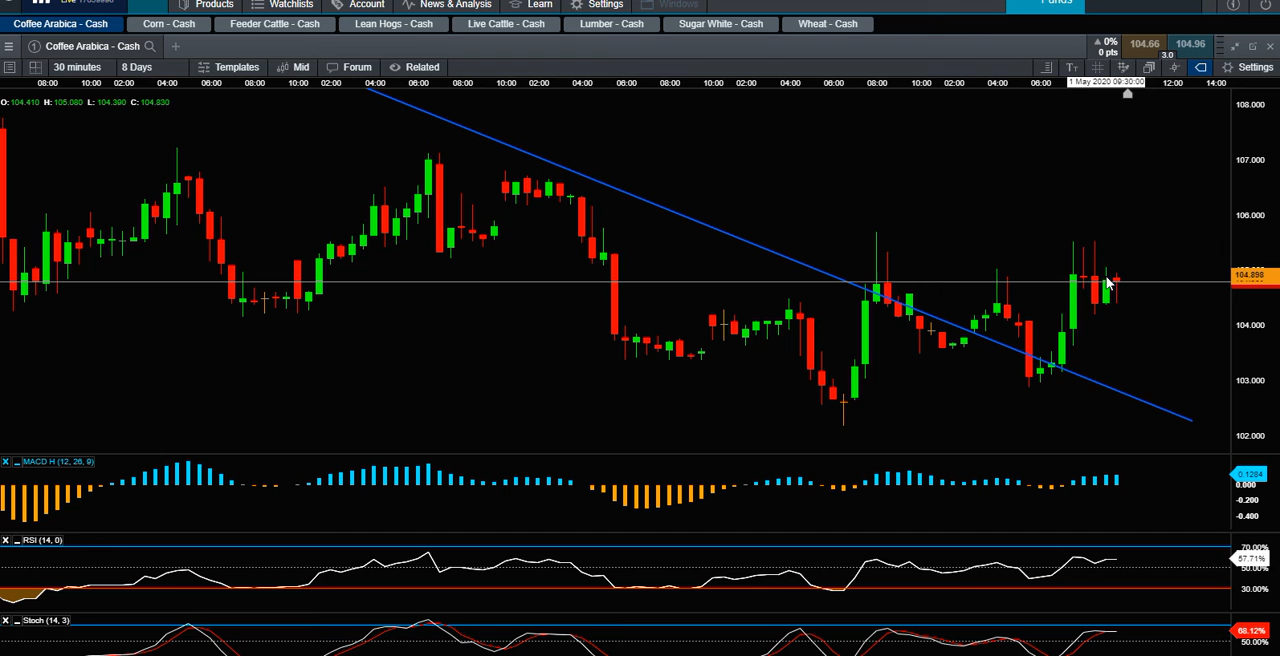 Products Watchlists Account News & Analysis Learn Settings Windows Funds
Coffee Arabica - Cash Corn - Cash Feeder Cattle - Cash Lean Hogs - Cash Live Cattle - Cash Lumber - Cash Sugar White - Cash Wheat - Cash
1 Coffee Arabica - Cash + 0% 104.66 104.96
0 pts 3.0
30 minutes 8 Days Templates Mid Forum Related Settings
08:00 10:00 02:00 04:00 06:00 08:00 10:00 02:00 04:00 06:00 08:00 10:00 02:00 04:00 06:00 08:00 10:00 02:00 04:00 06:00 08:00 10:00 02:00 04:00 06:00 1 May 2020 09:30:00 12:00 14:00
O:104.410 H:105.080 L:104.390 C:104.830
108.000
107.000
106.000
104.898
104.000
103.000
102.000
X _ MACD H (12, 26, 9)
0.1284
0.000
-0.200
-0.400
X _ RSI (14, 0)
70.00%
57.71%
50.00%
30.00%
X _ Stoch (14, 3)
68.12%
50.00%